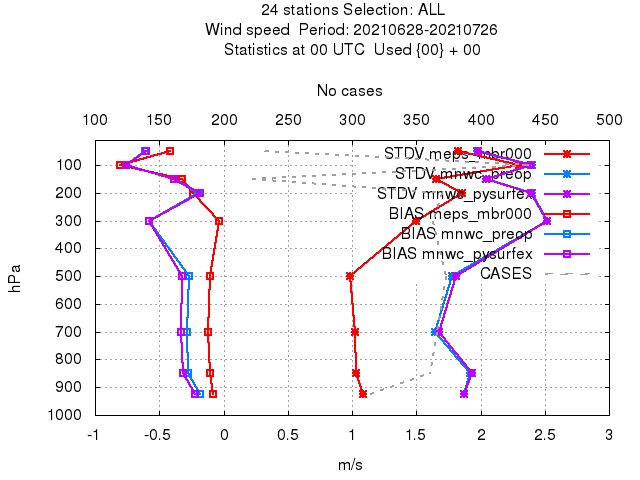 24 stations Selection: ALL
Wind speed Period: 20210628-20210726
Statistics at 00 UTC Used {00} + 00
No cases
100 150 200 250 300 350 400 450 500
STDV meps_mbr000
100
STDV mnwc_preop
200
STDV mnwc_pysurfex
BIAS meps_mbr000
300
BIAS mnwc_preop
400
BIAS mnwc_pysurfex
500
CASES
hPa
600
700
800
900
1000
-1 -0.5 0 0.5 1 1.5 2 2.5 3
m/s